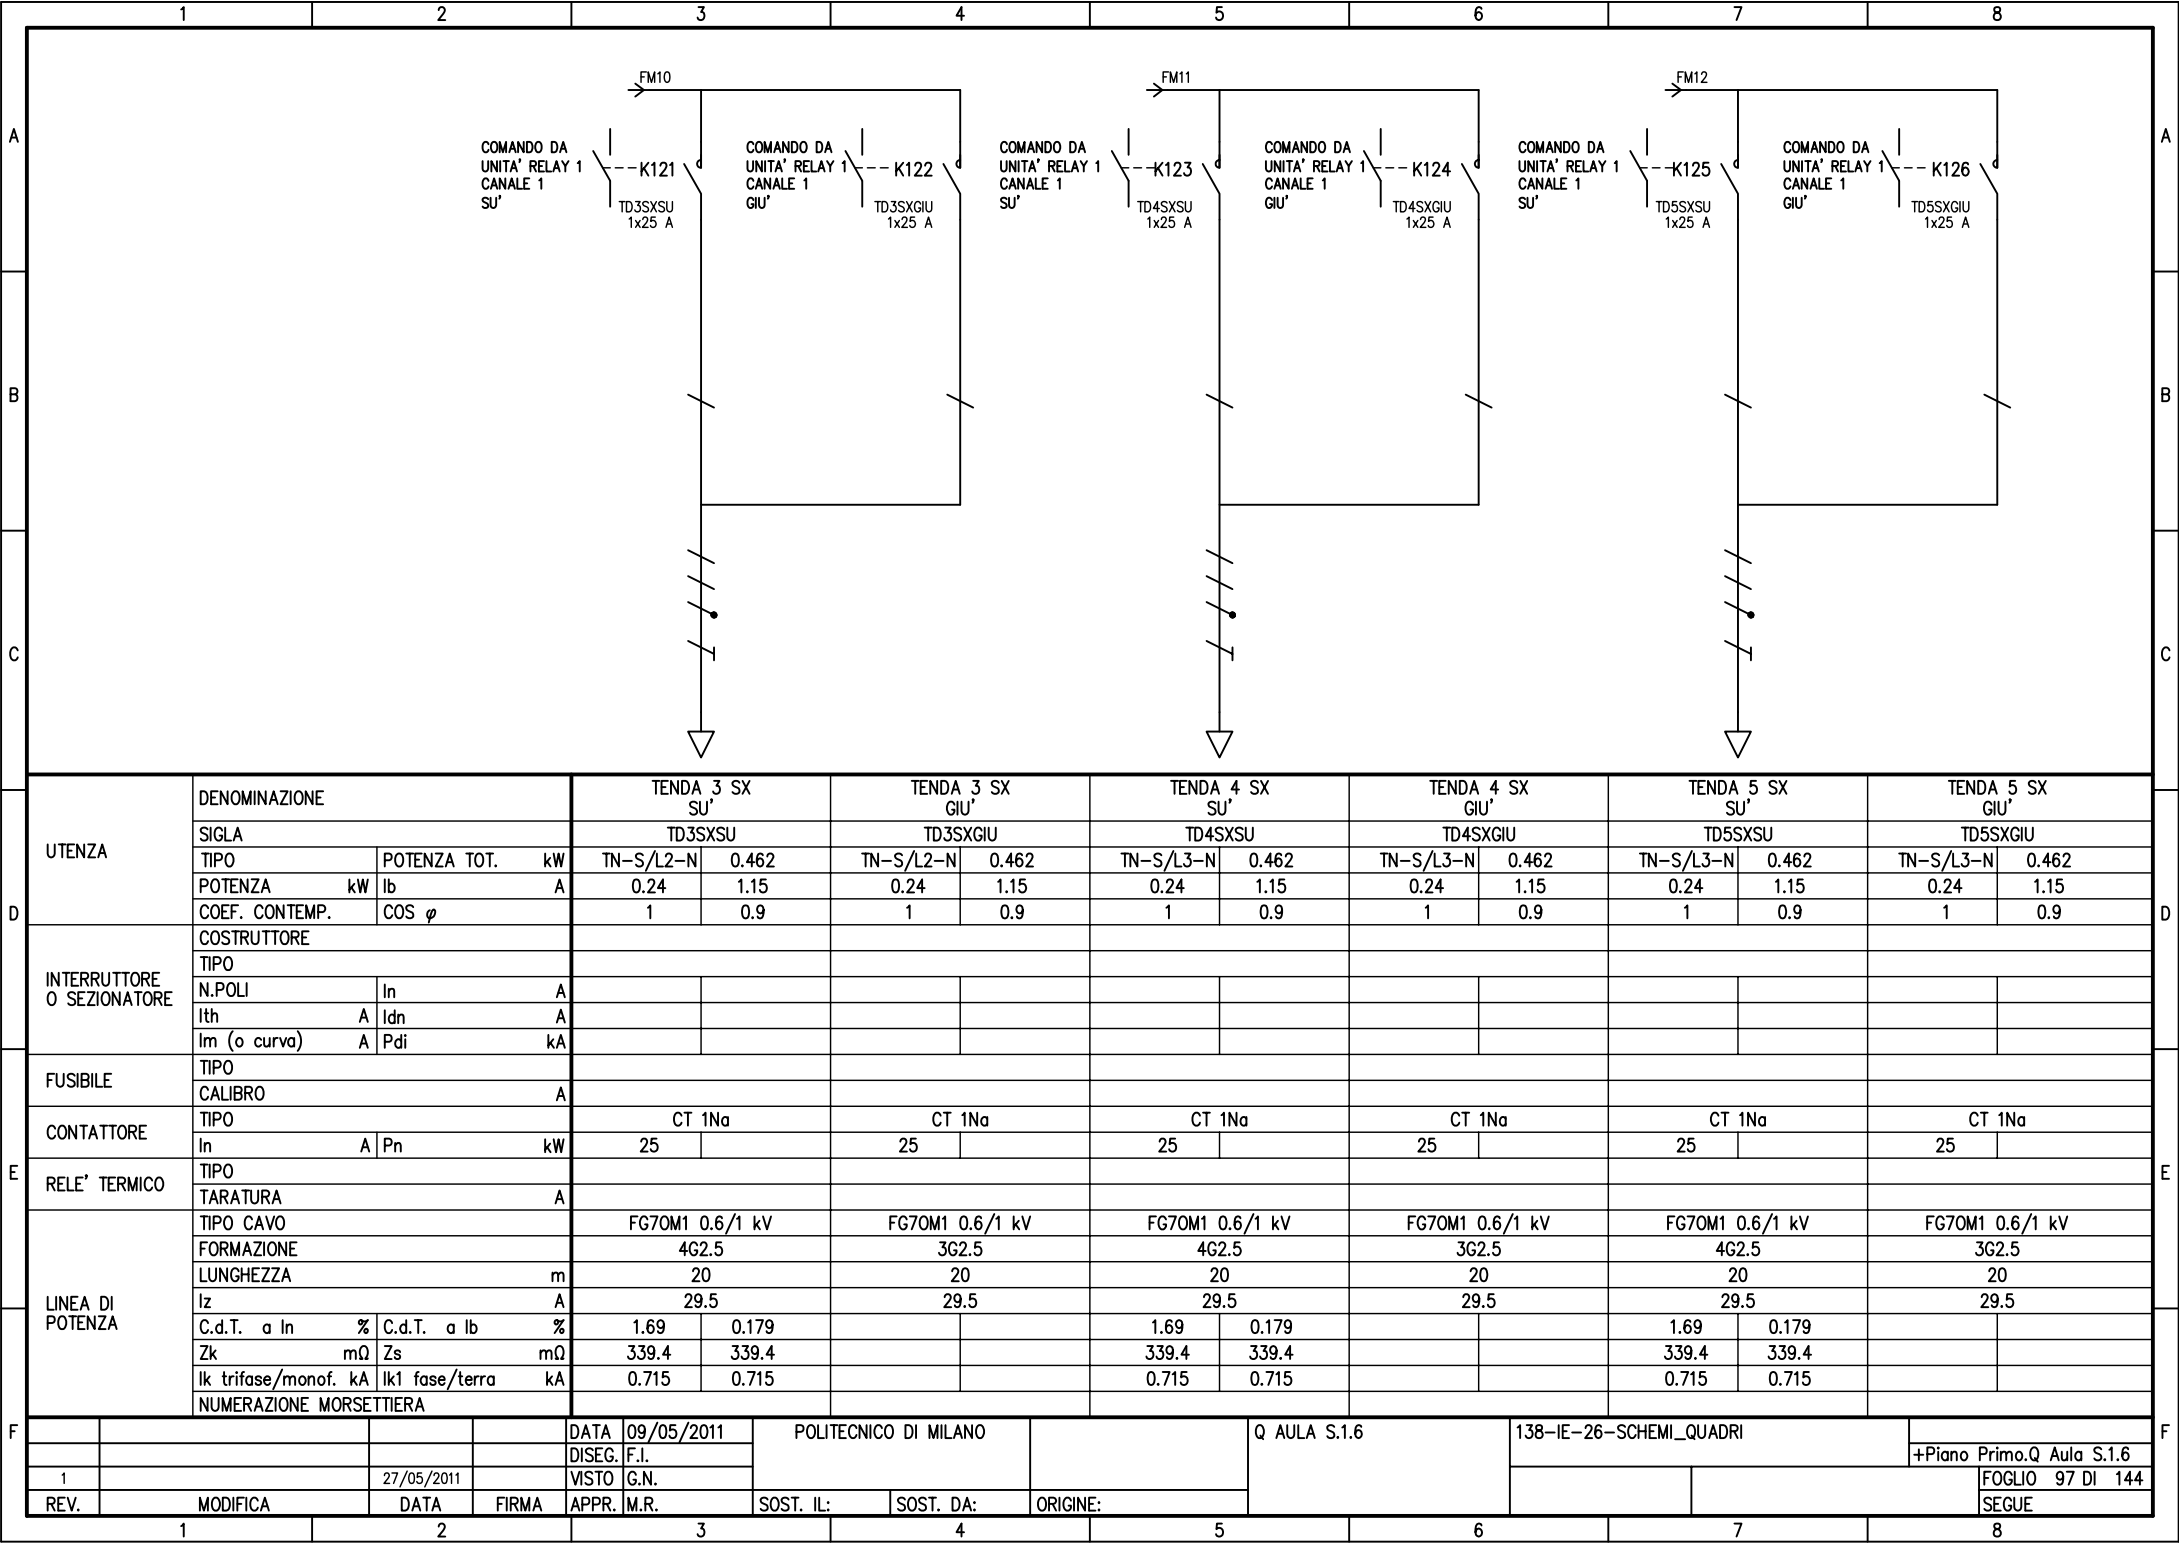 1 2 3 4 5 6 7 8
FM10 FM11 FM12
A A
COMANDO DA
UNITA' RELAY 1
CANALE 1
SU'
K121
TD3SXSU
1x25 A
COMANDO DA
UNITA' RELAY 1
CANALE 1
GIU'
K122
TD3SXGIU
1x25 A
COMANDO DA
UNITA' RELAY 1
CANALE 1
SU'
K123
TD4SXSU
1x25 A
COMANDO DA
UNITA' RELAY 1
CANALE 1
GIU'
K124
TD4SXGIU
1x25 A
COMANDO DA
UNITA' RELAY 1
CANALE 1
SU'
K125
TD5SXSU
1x25 A
COMANDO DA
UNITA' RELAY 1
CANALE 1
GIU'
K126
TD5SXGIU
1x25 A
B B
C C
D D
E E
F F
UTENZA
DENOMINAZIONE TENDA 3 SX SU' TENDA 3 SX GIU' TENDA 4 SX SU' TENDA 4 SX GIU' TENDA 5 SX SU' TENDA 5 SX GIU'
SIGLA TD3SXSU TD3SXGIU TD4SXSU TD4SXGIU TD5SXSU TD5SXGIU
TIPO POTENZA TOT. kW TN-S/L2-N 0.462 TN-S/L2-N 0.462 TN-S/L3-N 0.462 TN-S/L3-N 0.462 TN-S/L3-N 0.462 TN-S/L3-N 0.462
POTENZA kW Ib A 0.24 1.15 0.24 1.15 0.24 1.15 0.24 1.15 0.24 1.15 0.24 1.15
COEF. CONTEMP. COS φ 1 0.9 1 0.9 1 0.9 1 0.9 1 0.9 1 0.9
INTERRUTTORE
O SEZIONATORE
COSTRUTTORE
TIPO
N.POLI In A
Ith A Idn A
Im (o curva) A Pdi kA
FUSIBILE
TIPO
CALIBRO A
CONTATTORE
TIPO CT 1Na CT 1Na CT 1Na CT 1Na CT 1Na CT 1Na
In A Pn kW 25 25 25 25 25 25
RELE' TERMICO
TIPO
TARATURA A
LINEA DI
POTENZA
TIPO CAVO FG7OM1 0.6/1 kV FG7OM1 0.6/1 kV FG7OM1 0.6/1 kV FG7OM1 0.6/1 kV FG7OM1 0.6/1 kV FG7OM1 0.6/1 kV
FORMAZIONE 4G2.5 3G2.5 4G2.5 3G2.5 4G2.5 3G2.5
LUNGHEZZA m 20 20 20 20 20 20
Iz A 29.5 29.5 29.5 29.5 29.5 29.5
C.d.T. a In % C.d.T. a Ib % 1.69 0.179 1.69 0.179 1.69 0.179
Zk mΩ Zs mΩ 339.4 339.4 339.4 339.4 339.4 339.4
Ik trifase/monof. kA Ik1 fase/terra kA 0.715 0.715 0.715 0.715 0.715 0.715
NUMERAZIONE MORSETTIERA
DATA 09/05/2011 POLITECNICO DI MILANO Q AULA S.1.6 138-IE-26-SCHEMI_QUADRI
DISEG. F.I. +Piano Primo.Q Aula S.1.6
1 27/05/2011 VISTO G.N. FOGLIO 97 DI 144
REV. MODIFICA DATA FIRMA APPR. M.R. SOST. IL: SOST. DA: ORIGINE: SEGUE
1 2 3 4 5 6 7 8